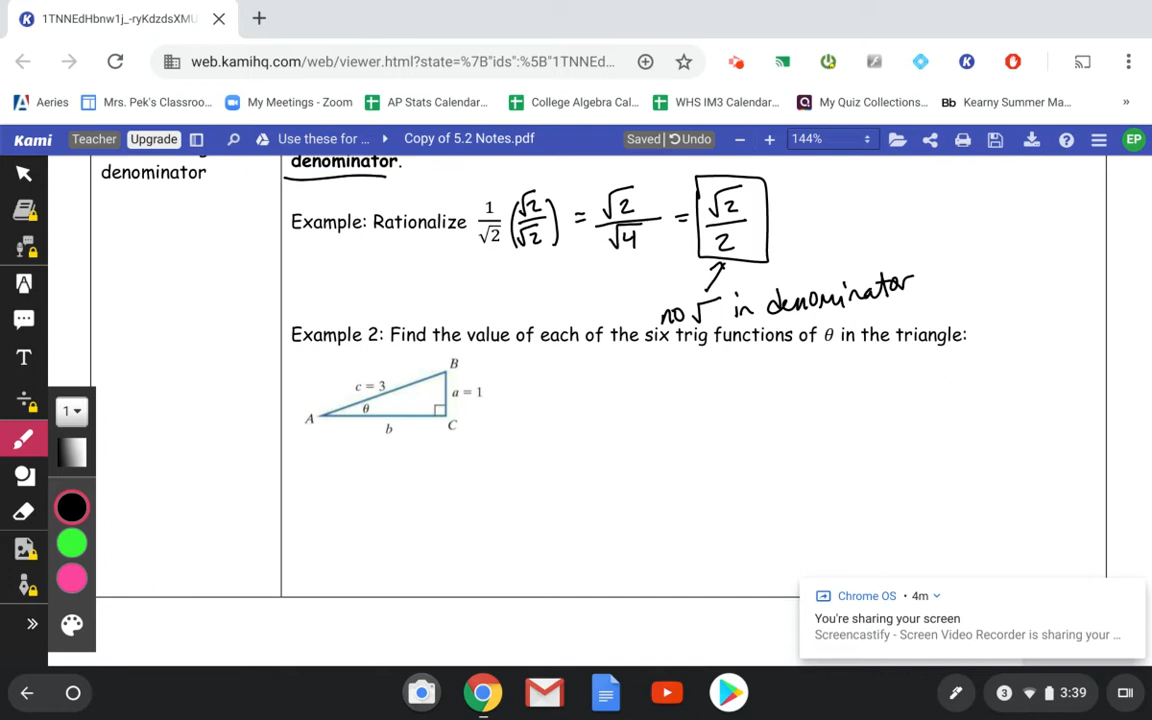 1TNNEdHbnw1j_-ryKdzdsXMU
web.kamihq.com/web/viewer.html?state=%7B"ids":%5B"1TNNEd...
Aeries Mrs. Pek's Classroo... My Meetings - Zoom AP Stats Calendar... College Algebra Cal... WHS IM3 Calendar... My Quiz Collections... Bb Kearny Summer Ma... »
Kami Teacher Upgrade Use these for ... Copy of 5.2 Notes.pdf Saved Undo 144% EP
denominator.
denominator
Example: Rationalize 1/√2 (√2/√2) = √2/√4 = √2/2
no √ in denominator
Example 2: Find the value of each of the six trig functions of θ in the triangle:
B
c = 3
a = 1
θ
A
C
b
1
Chrome OS • 4m
You're sharing your screen
Screencastify - Screen Video Recorder is sharing your ...
3 3:39